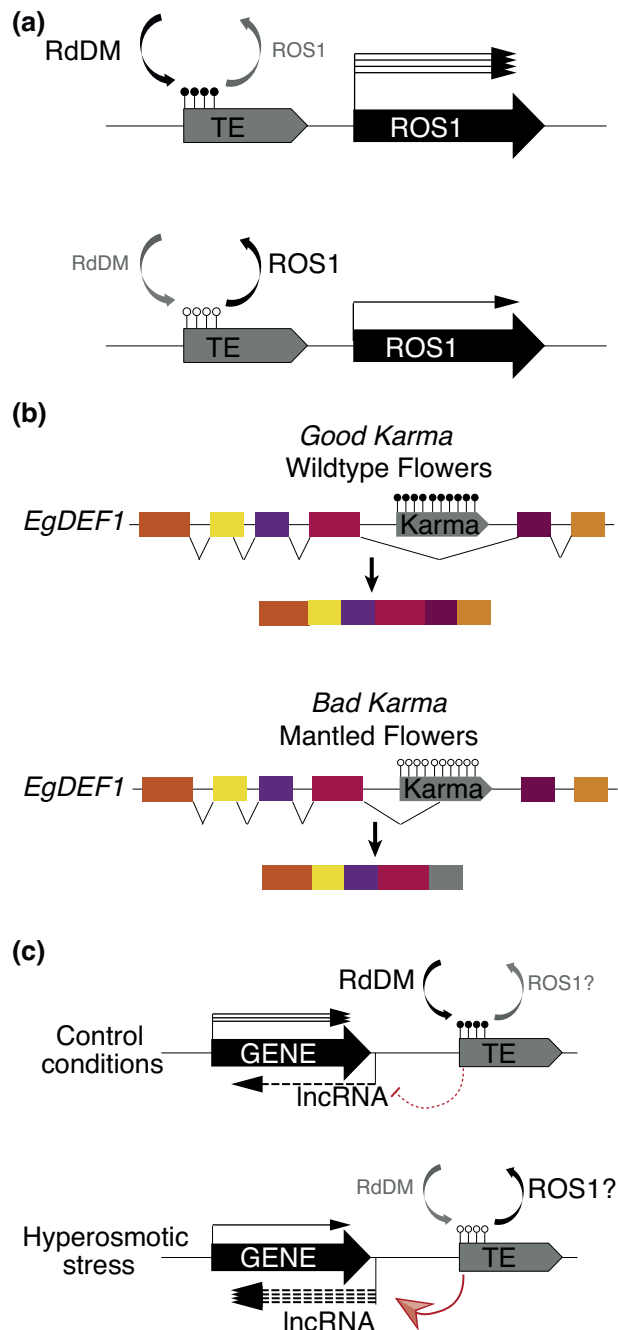 (a)
RdDM
ROS1
TE
ROS1
RdDM
ROS1
TE
ROS1
(b)
Good Karma
Wildtype Flowers
EgDEF1
Karma
Bad Karma
Mantled Flowers
EgDEF1
Karma
(c)
RdDM
ROS1?
Control
conditions
GENE
TE
lncRNA
RdDM
ROS1?
Hyperosmotic
stress
GENE
TE
lncRNA